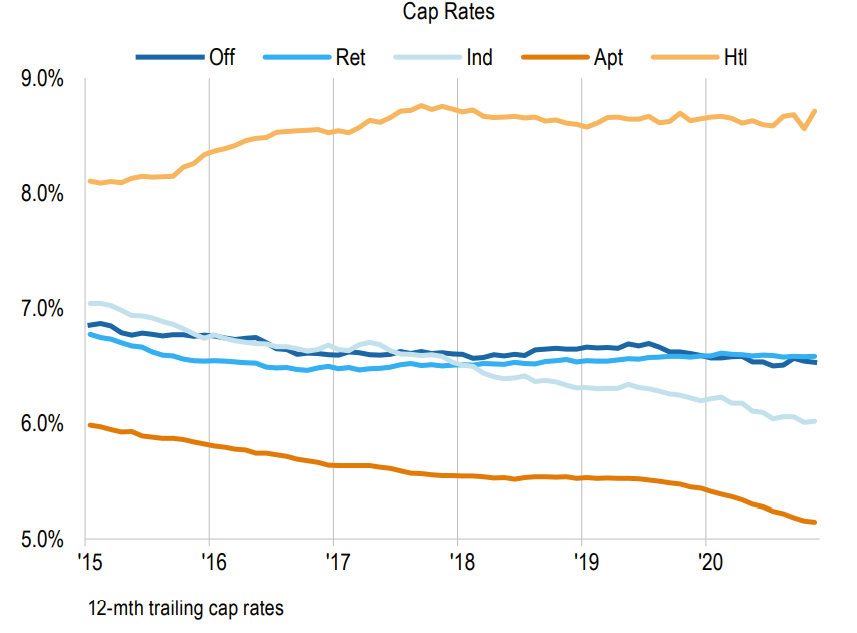 Cap Rates
Off Ret Ind Apt Htl
9.0%
8.0%
7.0%
6.0%
5.0%
'15 '16 '17 '18 '19 '20
12-mth trailing cap rates